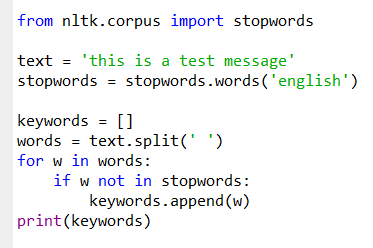 from nltk.corpus import stopwords
text = 'this is a test message'
stopwords = stopwords.words('english')
keywords = []
words = text.split(' ')
for w in words:
    if w not in stopwords:
        keywords.append(w)
print(keywords)